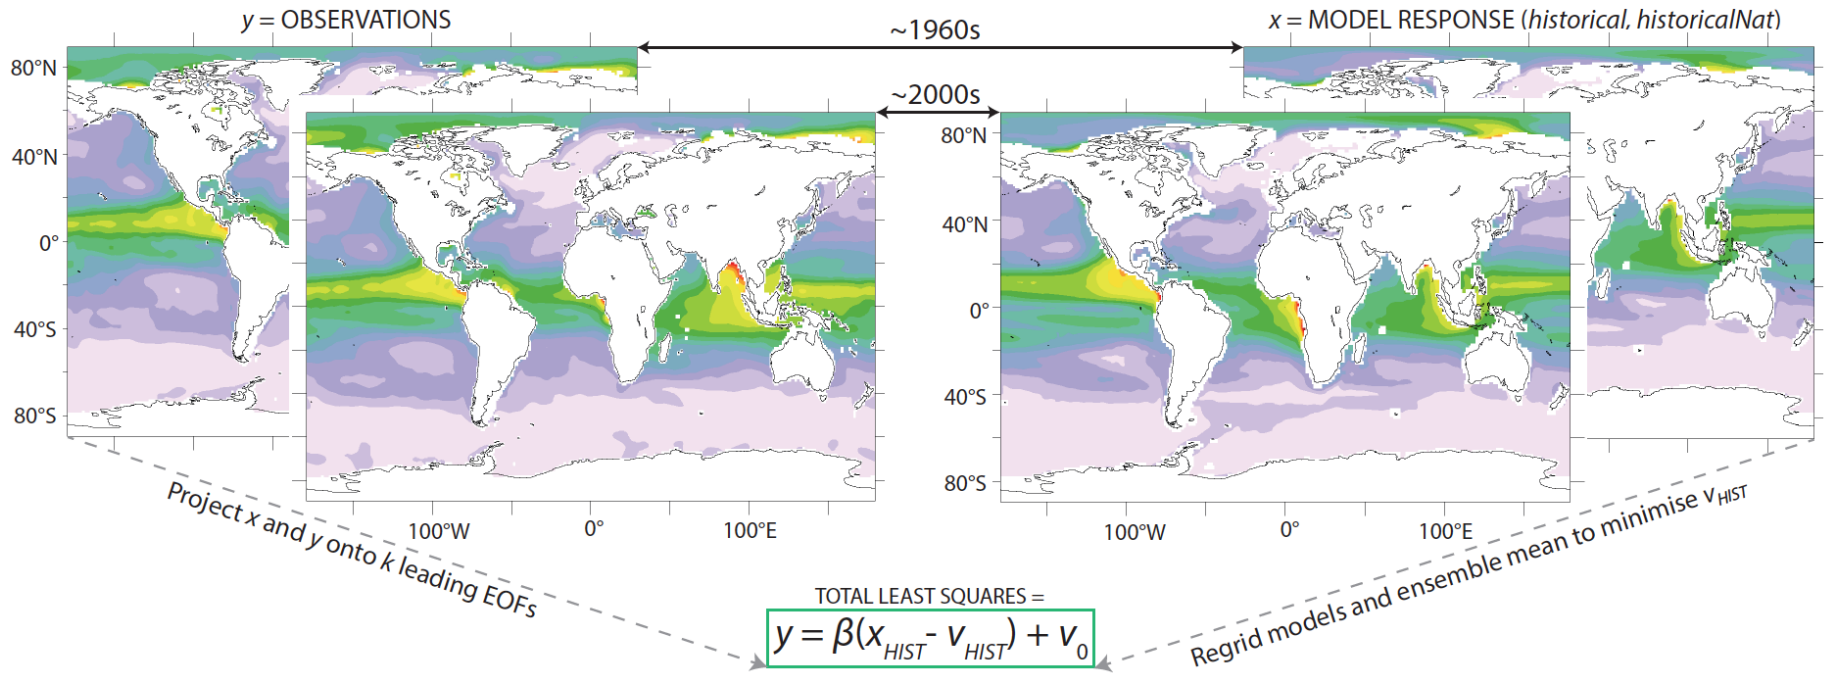 y = OBSERVATIONS
~1960s
x = MODEL RESPONSE (historical, historicalNat)
~2000s
80°N
40°N
0°
40°S
80°S
80°N
40°N
0°
40°S
80°S
100°W
0°
100°E
100°W
0°
100°E
Project x and y onto k leading EOFs
Regrid models and ensemble mean to minimise v_HIST
TOTAL LEAST SQUARES =
y = β(x_HIST - v_HIST) + v_0